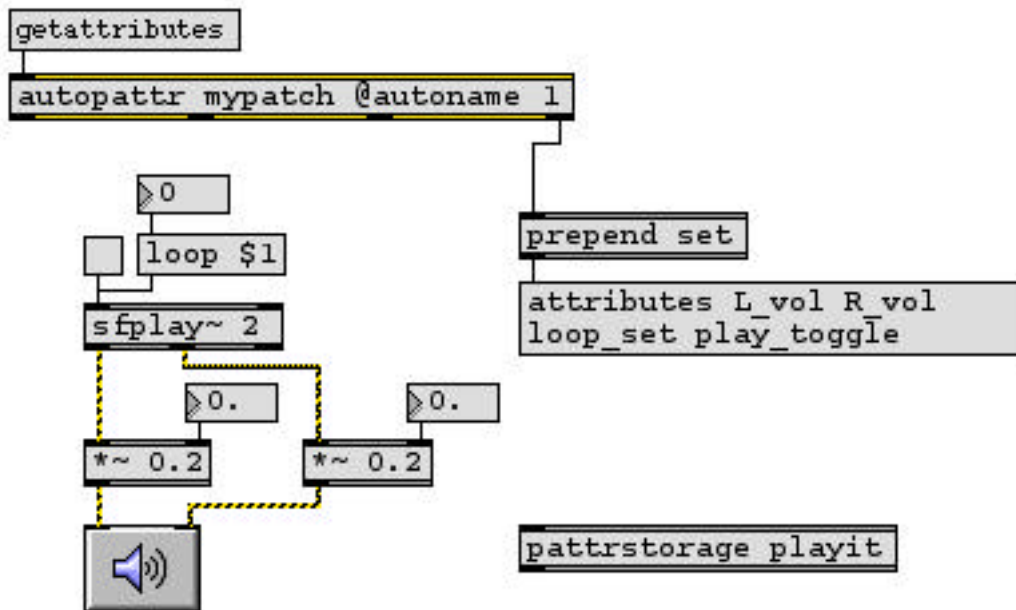 getattributes
autopattr mypatch @autoname 1
0
loop $1
prepend set
attributes L_vol R_vol
loop_set play_toggle
sfplay~ 2
0.
0.
*~ 0.2
*~ 0.2
pattrstorage playit